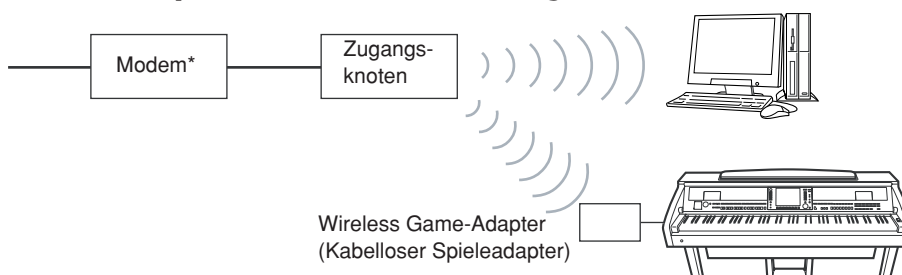 Modem*
Zugangs-
knoten
Wireless Game-Adapter
(Kabelloser Spieleadapter)